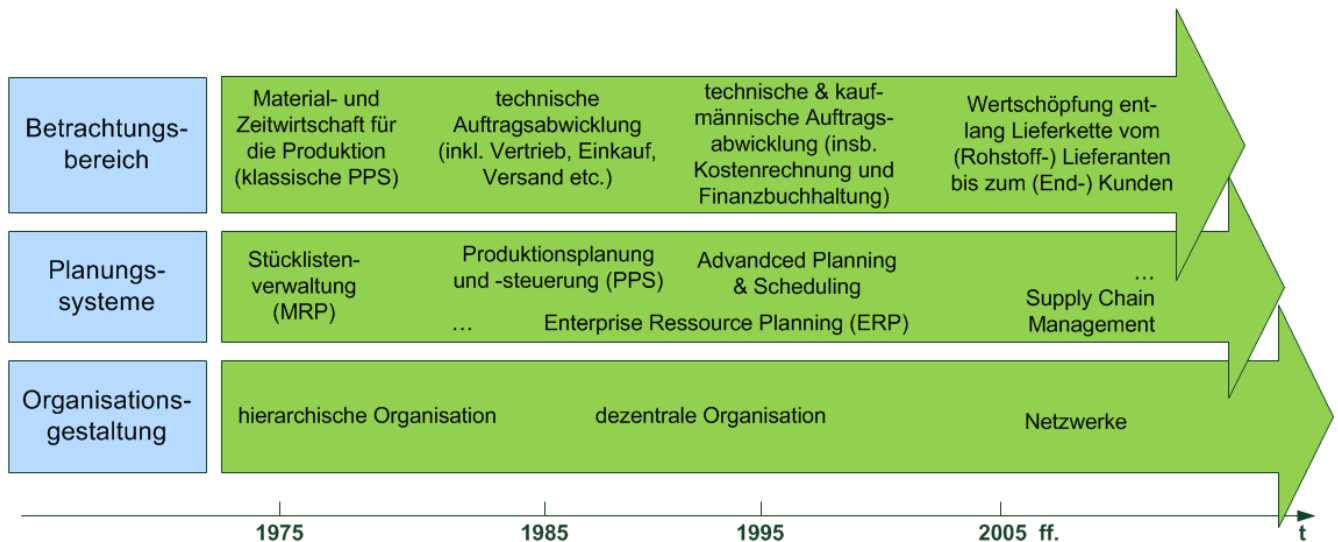 Betrachtungs-
bereich
Material- und
Zeitwirtschaft für
die Produktion
(klassische PPS)
technische
Auftragsabwicklung
(inkl. Vertrieb, Einkauf,
Versand etc.)
technische & kauf-
männische Auftrags-
abwicklung (insb.
Kostenrechnung und
Finanzbuchhaltung)
Wertschöpfung ent-
lang Lieferkette vom
(Rohstoff-) Lieferanten
bis zum (End-) Kunden
Planungs-
systeme
Stücklisten-
verwaltung
(MRP)
Produktionsplanung
und -steuerung (PPS)
Advandced Planning
& Scheduling
...
Enterprise Ressource Planning (ERP)
...
Supply Chain
Management
Organisations-
gestaltung
hierarchische Organisation
dezentrale Organisation
Netzwerke
1975
1985
1995
2005 ff.
t